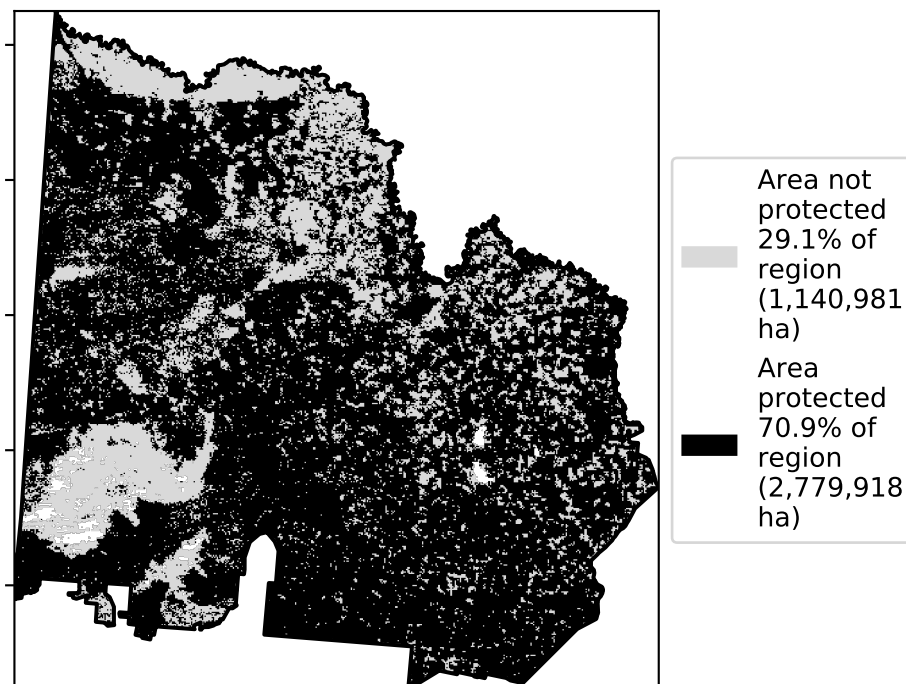 Area not
protected
29.1% of
region
(1,140,981
ha)
Area
protected
70.9% of
region
(2,779,918
ha)